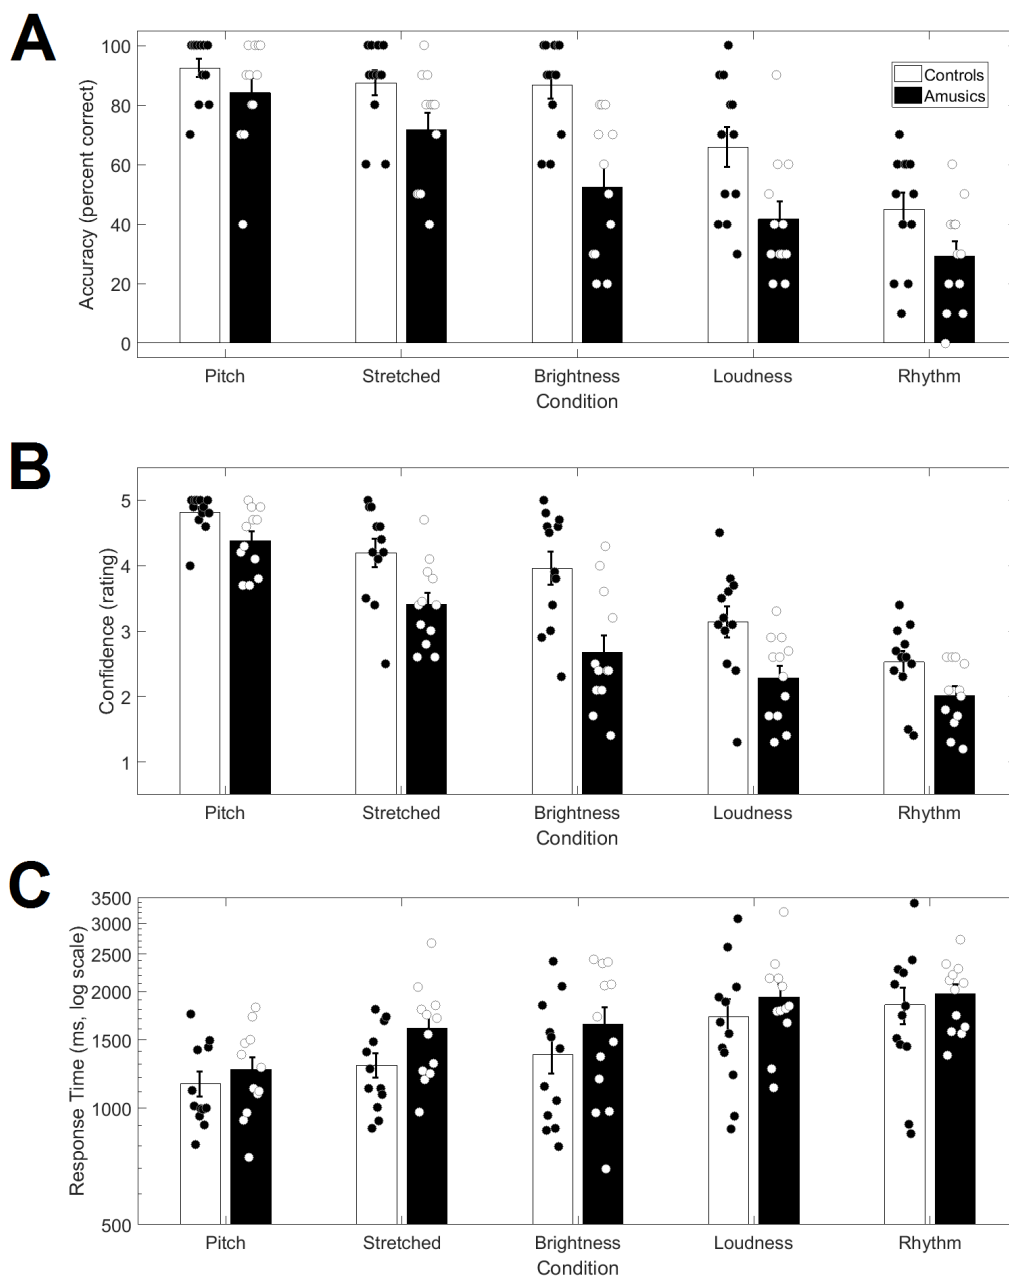 A
Accuracy (percent correct)
100
80
60
40
20
0
Controls
Amusics
Pitch Stretched Brightness Loudness Rhythm
Condition
B
Confidence (rating)
5
4
3
2
1
Pitch Stretched Brightness Loudness Rhythm
Condition
C
Response Time (ms, log scale)
3500
3000
2500
2000
1500
1000
500
Pitch Stretched Brightness Loudness Rhythm
Condition